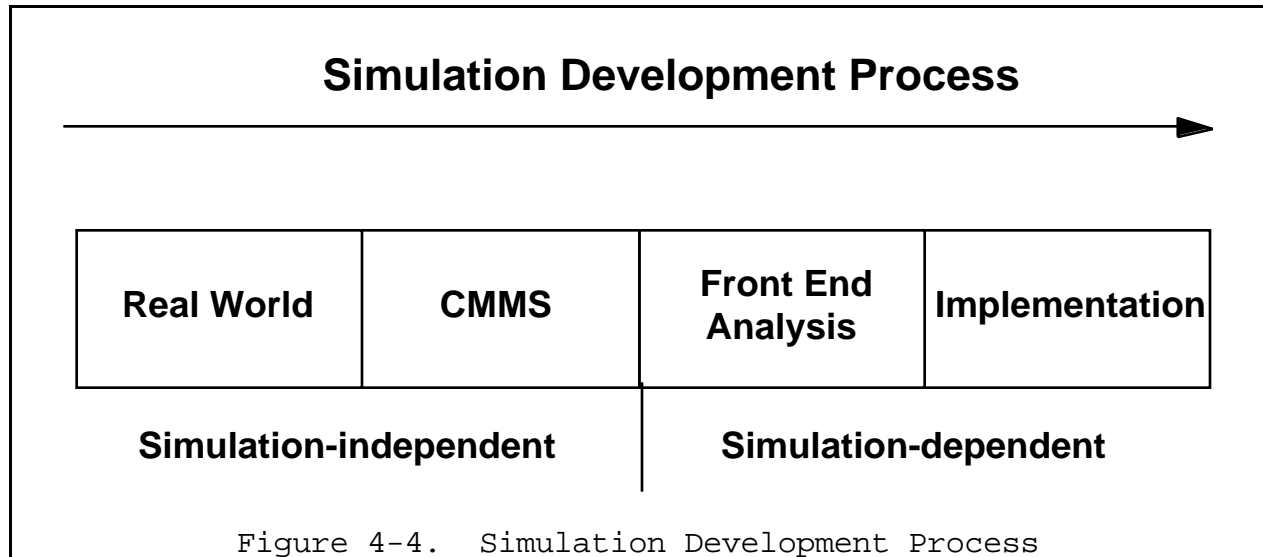 Simulation Development Process
Real World
CMMS
Front End
Analysis
Implementation
Simulation-independent
Simulation-dependent
Figure 4-4.  Simulation Development Process